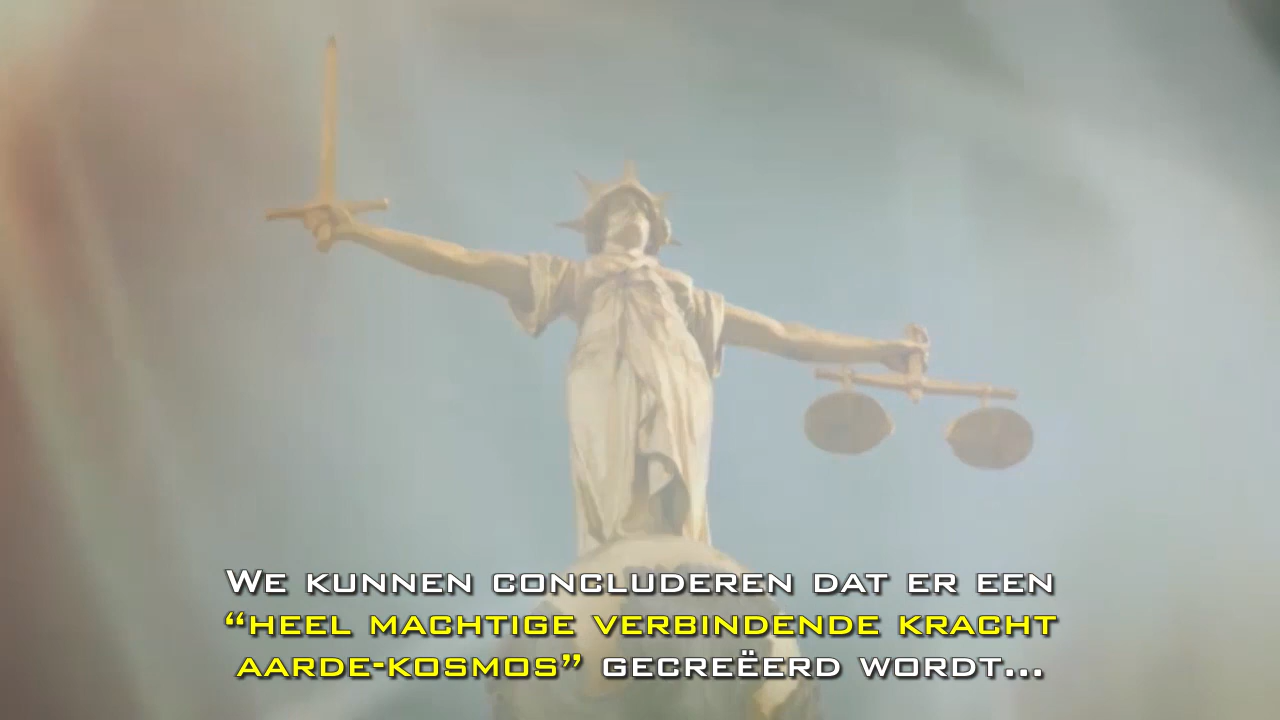 We kunnen concluderen dat er een
“heel machtige verbindende kracht
aarde-kosmos” gecreëerd wordt...